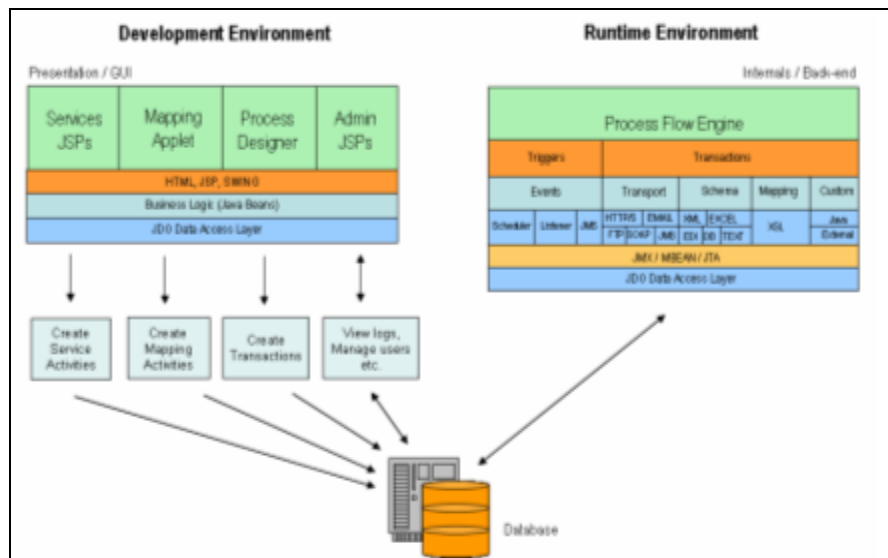 Development Environment
Runtime Environment
Presentation / GUI
Internals / Back-end
Services
JSPs
Mapping
Applet
Process
Designer
Admin
JSPs
HTML, JSP, SWING
Business Logic (Java Beans)
JDO Data Access Layer
Process Flow Engine
Triggers
Transactions
Events
Transport
Schema
Mapping
Custom
Scheduler
Listener
JMS
HTTP/S
EMAIL
XML
EXCEL
XSL
Java
FTP
SOAP
JMS
EDI
DB
TEXT
External
JMX / MBEAN / JTA
JDO Data Access Layer
Create
Service
Activities
Create
Mapping
Activities
Create
Transactions
View logs,
Manage users
etc.
Database